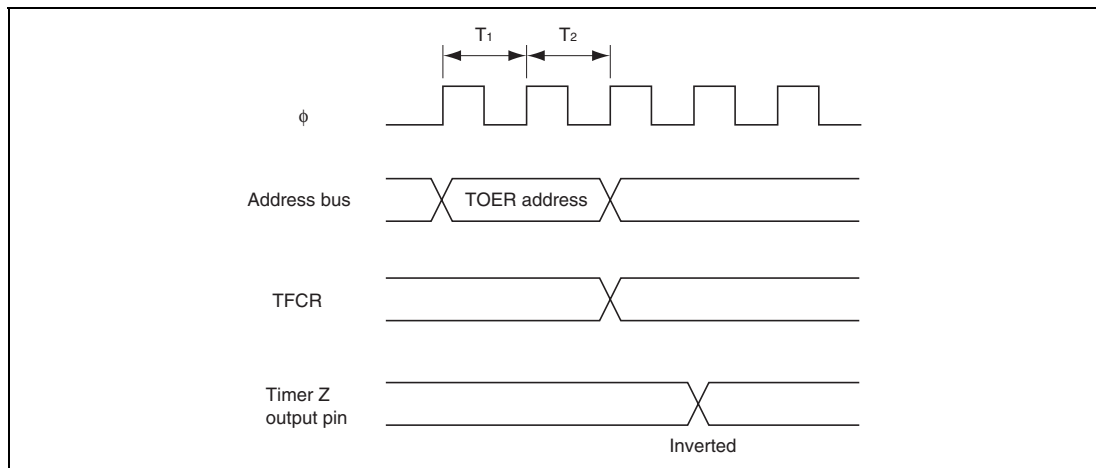 T1 T2
ϕ
Address bus
TOER address
TFCR
Timer Z
output pin
Inverted